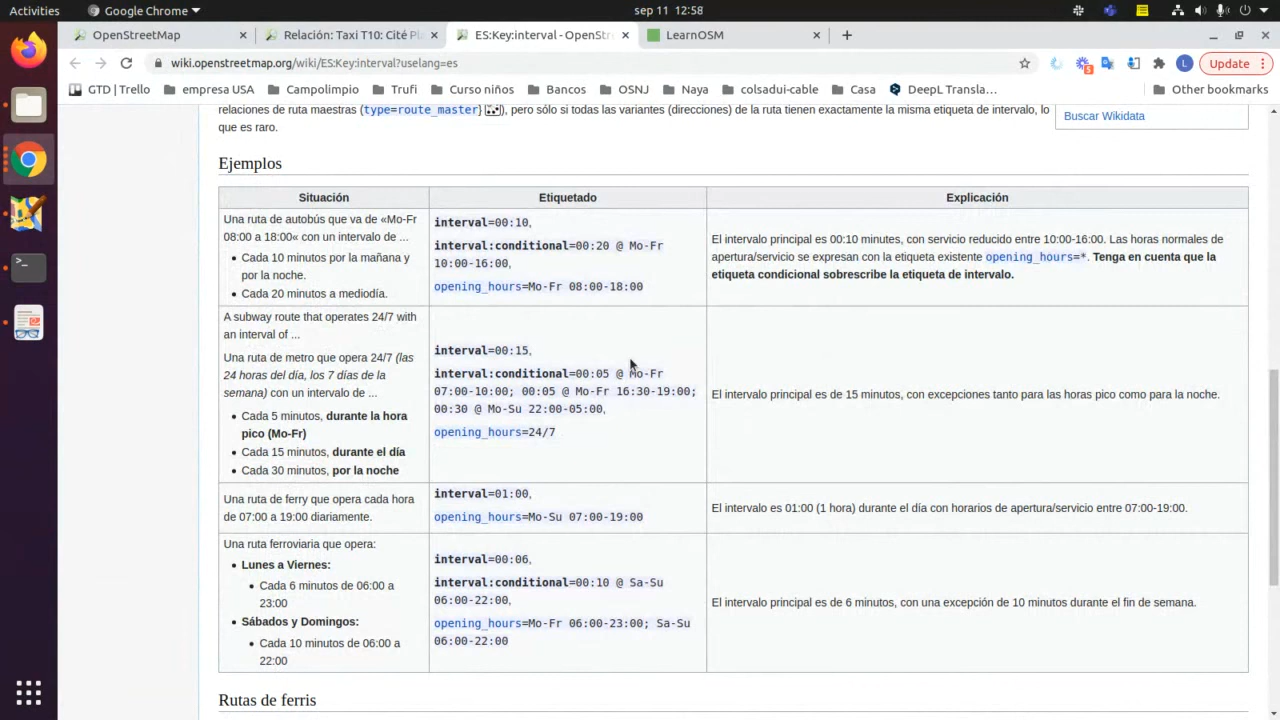 Activities
Google Chrome
sep 11 12:58
OpenStreetMap
Relación: Taxi T10: Cité Pla
ES:Key:interval - OpenStre
LearnOSM
wiki.openstreetmap.org/wiki/ES:Key:interval?uselang=es
5
L
Update
GTD | Trello
empresa USA
Campolimpio
Trufi
Curso niños
Bancos
OSNJ
Naya
colsadui-cable
Casa
DeepL Transla...
Other bookmarks
relaciones de ruta maestras (type=route_master}), pero sólo si todas las variantes (direcciones) de la ruta tienen exactamente la misma etiqueta de intervalo, lo
que es raro.
Buscar Wikidata
Ejemplos
Situación
Etiquetado
Explicación
Una ruta de autobús que va de «Mo-Fr
08:00 a 18:00« con un intervalo de ...
Cada 10 minutos por la mañana y
por la noche.
Cada 20 minutos a mediodía.
interval=00:10,
interval:conditional=00:20 @ Mo-Fr
10:00-16:00,
opening_hours=Mo-Fr 08:00-18:00
El intervalo principal es 00:10 minutes, con servicio reducido entre 10:00-16:00. Las horas normales de
apertura/servicio se expresan con la etiqueta existente opening_hours=*. Tenga en cuenta que la
etiqueta condicional sobrescribe la etiqueta de intervalo.
A subway route that operates 24/7 with
an interval of ...
Una ruta de metro que opera 24/7 (las
24 horas del día, los 7 días de la
semana) con un intervalo de ...
Cada 5 minutos, durante la hora
pico (Mo-Fr)
Cada 15 minutos, durante el día
Cada 30 minutos, por la noche
interval=00:15,
interval:conditional=00:05 @ Mo-Fr
07:00-10:00; 00:05 @ Mo-Fr 16:30-19:00;
00:30 @ Mo-Su 22:00-05:00,
opening_hours=24/7
El intervalo principal es de 15 minutos, con excepciones tanto para las horas pico como para la noche.
Una ruta de ferry que opera cada hora
de 07:00 a 19:00 diariamente.
interval=01:00,
opening_hours=Mo-Su 07:00-19:00
El intervalo es 01:00 (1 hora) durante el día con horarios de apertura/servicio entre 07:00-19:00.
Una ruta ferroviaria que opera:
Lunes a Viernes:
Cada 6 minutos de 06:00 a
23:00
Sábados y Domingos:
Cada 10 minutos de 06:00 a
22:00
interval=00:06,
interval:conditional=00:10 @ Sa-Su
06:00-22:00,
opening_hours=Mo-Fr 06:00-23:00; Sa-Su
06:00-22:00
El intervalo principal es de 6 minutos, con una excepción de 10 minutos durante el fin de semana.
Rutas de ferris